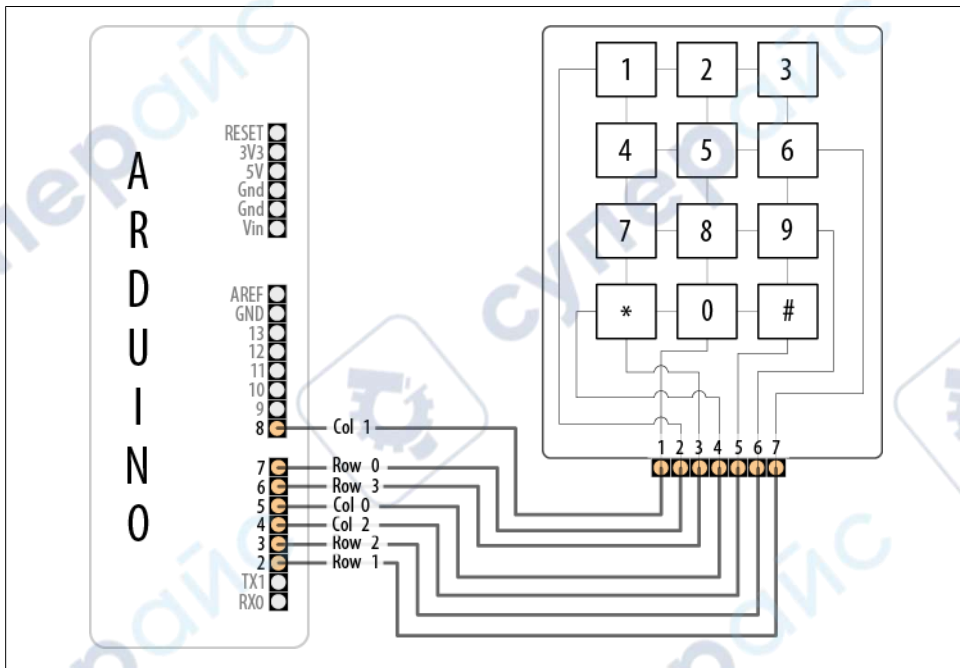 ARDUINO
RESET
3V3
5V
Gnd
Gnd
Vin
AREF
GND
13
12
11
10
9
8 Col 1
7 Row 0
6 Row 3
5 Col 0
4 Col 2
3 Row 2
2 Row 1
TX1
RX0
1 2 3
4 5 6
7 8 9
* 0 #
1 2 3 4 5 6 7
суперайс
суперайс
суперайс